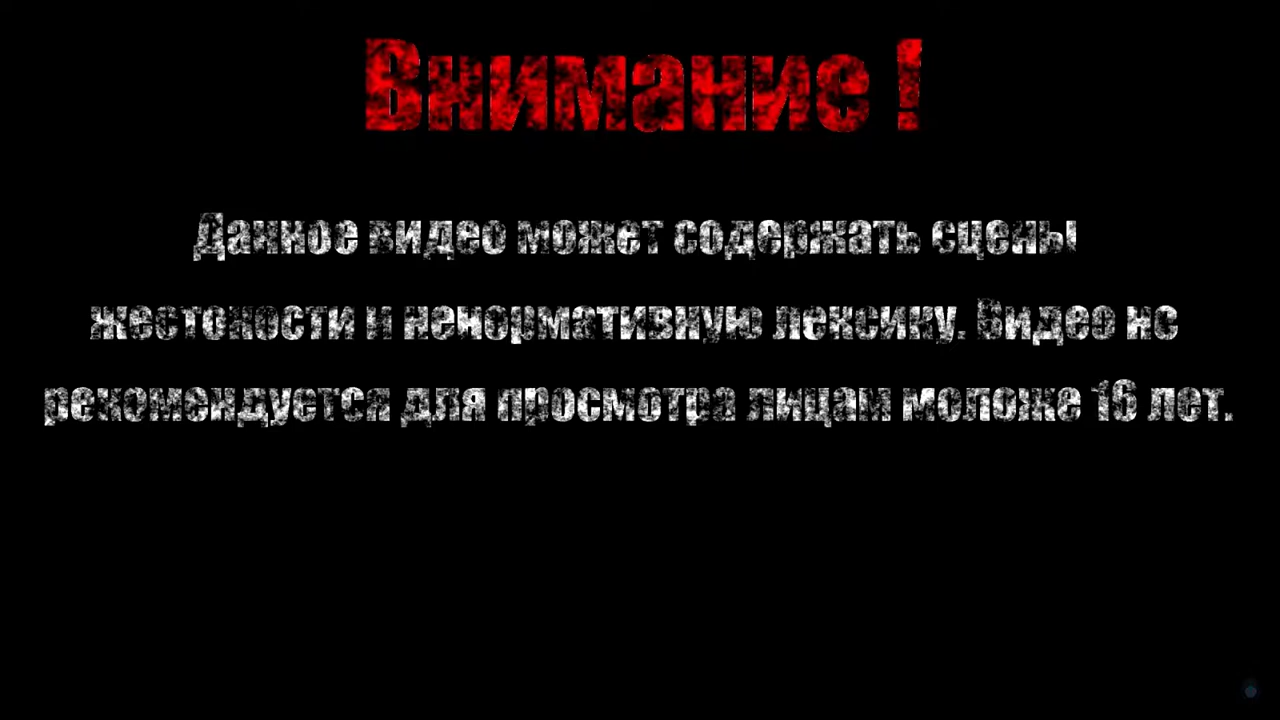 Внимание !
Данное видео может содержать сцены
жестокости и ненормативную лексику. Видео не
рекомендуется для просмотра лицам моложе 16 лет.